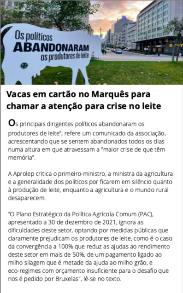 Os políticos
ABANDONARAM
os produtores de leite
Vacas em cartão no Marquês para
chamar a atenção para crise no leite
Os principais dirigentes políticos abandonaram os
produtores de leite", refere um comunicado da associação,
acrescentando que se sentem abandonados todos os dias
numa altura em que atravessam a "maior crise de que têm
memória".
A Aprolep critica o primeiro-ministro, a ministra da agricultura
e a generalidade dos políticos por ficarem em silêncio quanto
à produção de leite, enquanto a agricultura e o mundo rural
desaparecem.
"O Plano Estratégico da Política Agrícola Comum (PAC),
apresentado a 30 de dezembro de 2021, ignora as
dificuldades deste setor, optando por medidas públicas que
claramente prejudicam os produtores de leite, como é o caso
da convergência a 100% que reduz as ajudas ao rendimento
deste setor em mais de 50%, de um pagamento ligado ao
milho silagem que é metade da ajuda ao milho grão, e
eco-regimes com orçamento insuficiente para o desafio que
nos é pedido por Bruxelas", lê-se no texto.